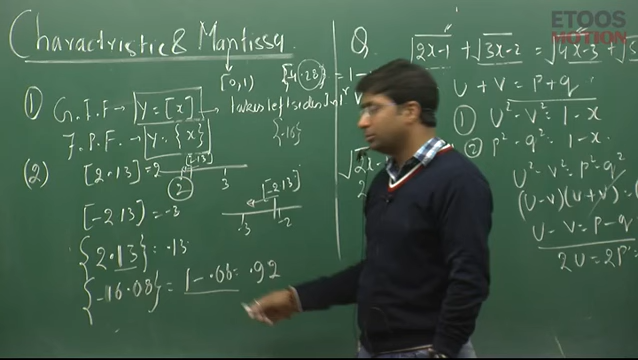 ETOOS
MOTION
Charactristic & Mantissa
[0,1)
(1) G.I.F → Y = [x] → takes left side
F.P.F. → Y = {x}
{.16}
(2) [2.13] = 2
[2.13]
2 3
[-2.13] = -3
[-2.13]
-3 -2
{2.13} = .13
{-16.08} = 1 - .08 = .92
Q. √2x-1 + √3x-2 = √4x-3 + √5
U + V = P + q
(1) U² - V² = 1 - x
(2) P² - q² = 1 - x.
U² - V² = P² - q²
(U-V)(U+V) =
U - V = P - q
2U = 2P